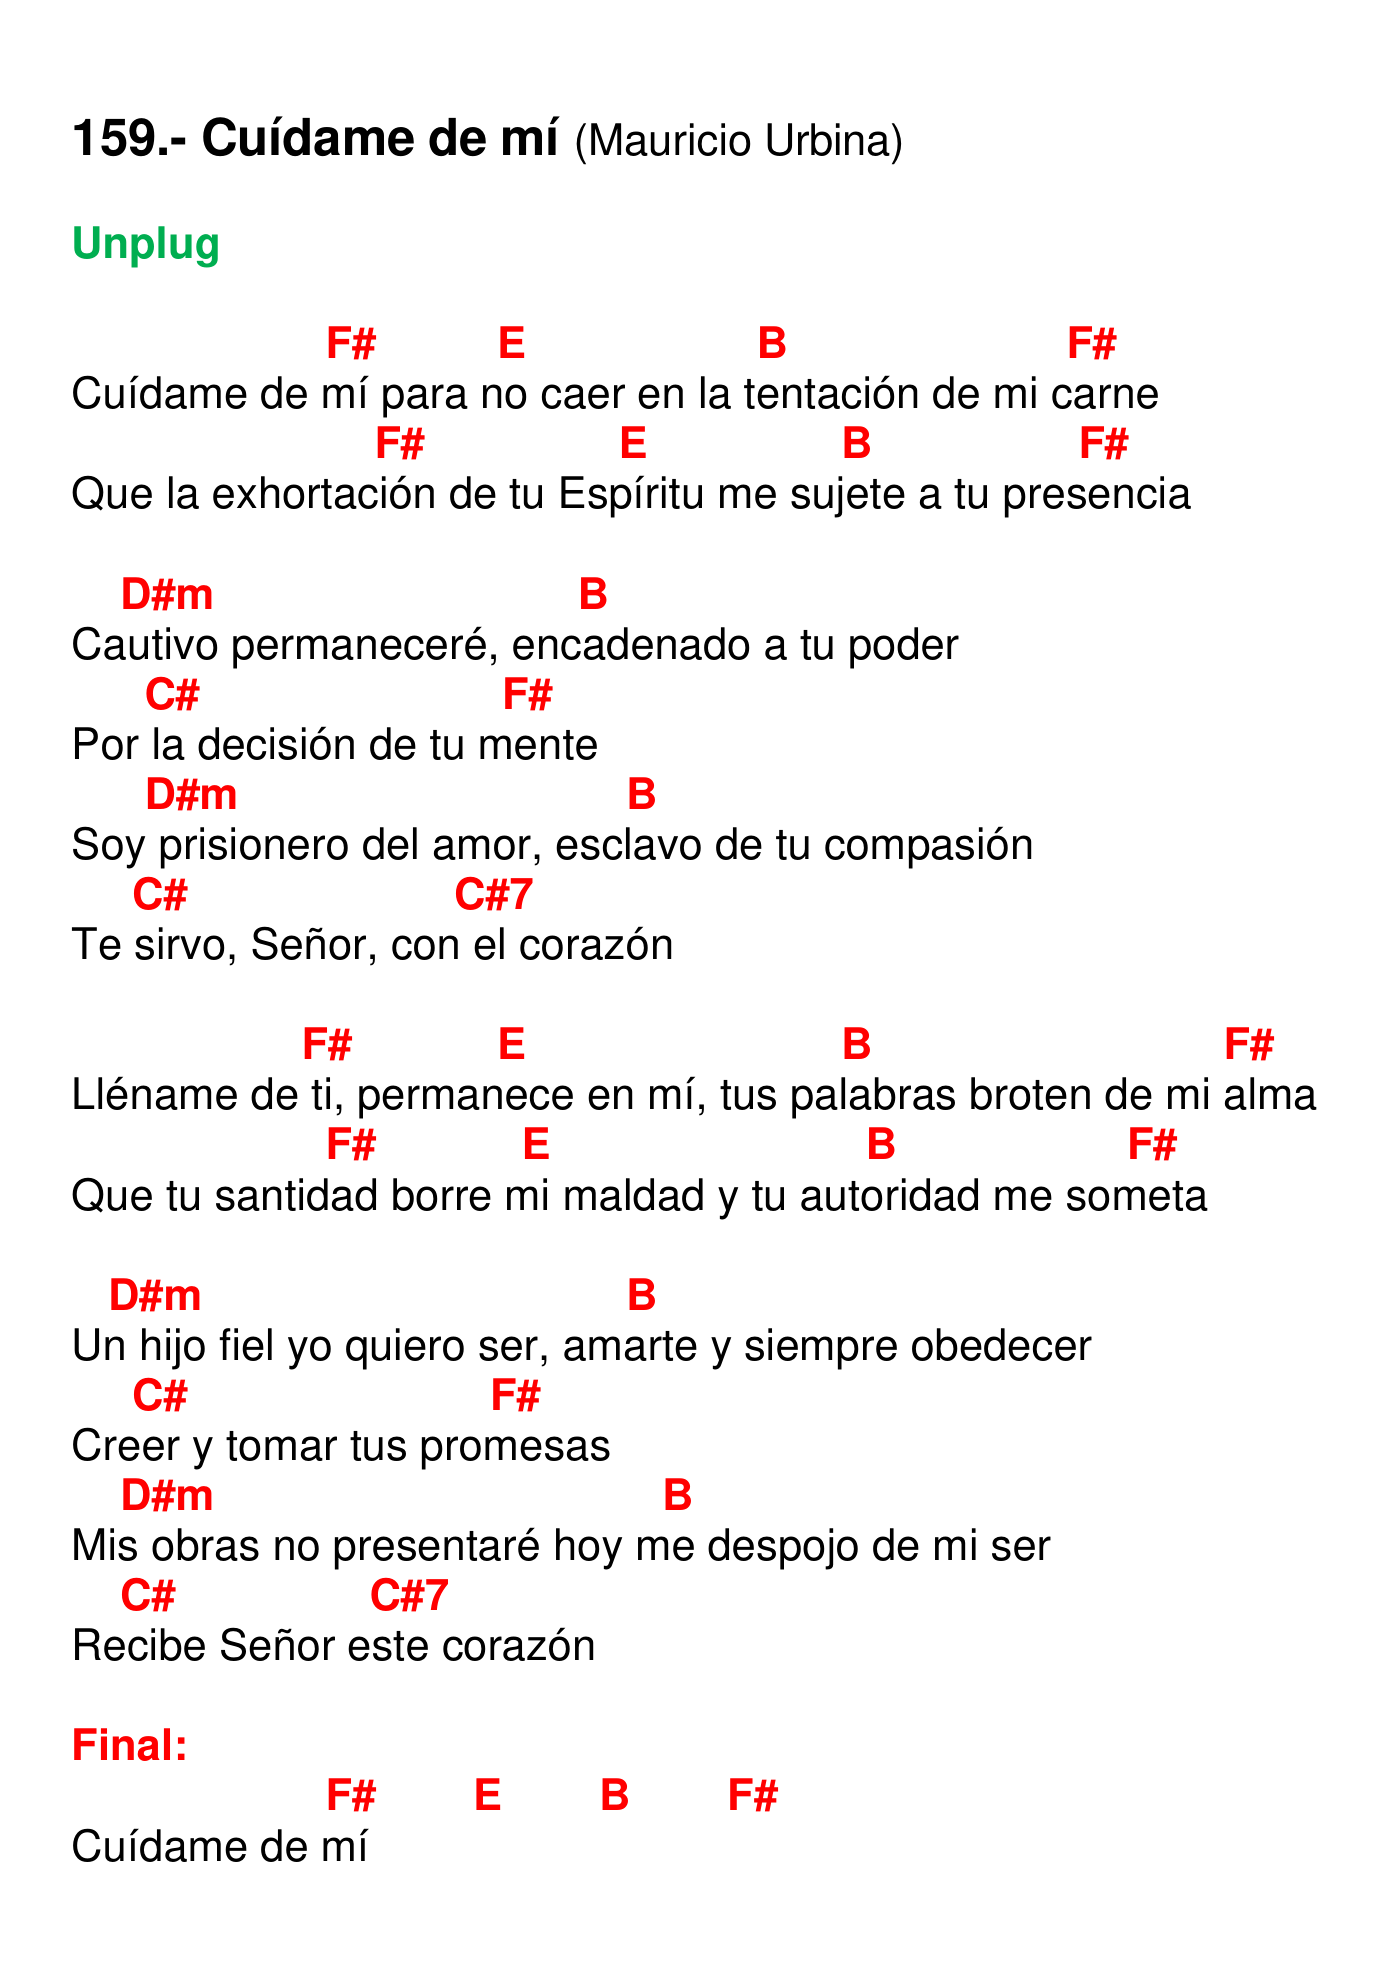 159.- Cuídame de mí (Mauricio Urbina)
Unplug
F# E B F#
Cuídame de mí para no caer en la tentación de mi carne
F# E B F#
Que la exhortación de tu Espíritu me sujete a tu presencia
D#m B
Cautivo permaneceré, encadenado a tu poder
C# F#
Por la decisión de tu mente
D#m B
Soy prisionero del amor, esclavo de tu compasión
C# C#7
Te sirvo, Señor, con el corazón
F# E B F#
Lléname de ti, permanece en mí, tus palabras broten de mi alma
F# E B F#
Que tu santidad borre mi maldad y tu autoridad me someta
D#m B
Un hijo fiel yo quiero ser, amarte y siempre obedecer
C# F#
Creer y tomar tus promesas
D#m B
Mis obras no presentaré hoy me despojo de mi ser
C# C#7
Recibe Señor este corazón
Final:
F# E B F#
Cuídame de mí